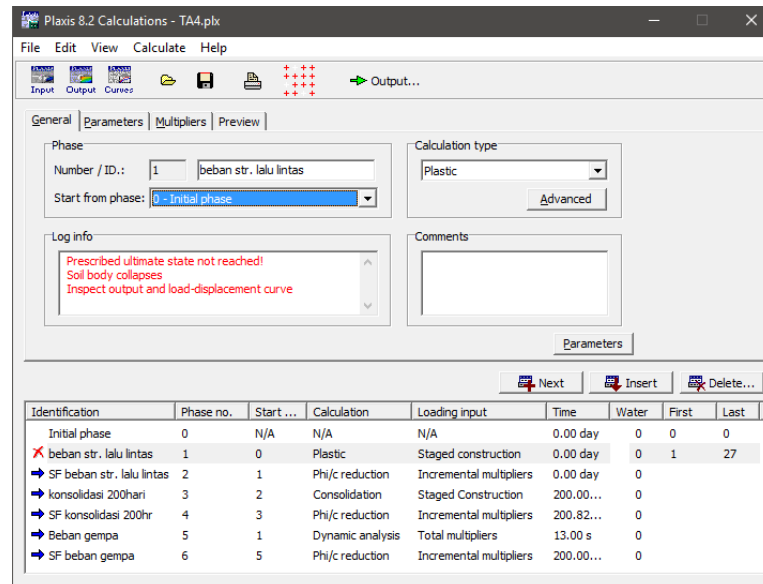 Plaxis 8.2 Calculations - TA4.plx
File Edit View Calculate Help
Input Output Curves Output...
General Parameters Multipliers Preview
Phase
Number / ID.: 1 beban str. lalu lintas
Start from phase: 0 - Initial phase
Calculation type
Plastic
Advanced
Log info
Prescribed ultimate state not reached!
Soil body collapses
Inspect output and load-displacement curve
Comments
Parameters
Next Insert Delete...
Identification Phase no. Start ... Calculation Loading input Time Water First Last
Initial phase 0 N/A N/A N/A 0.00 day 0 0 0
beban str. lalu lintas 1 0 Plastic Staged construction 0.00 day 0 1 27
SF beban str. lalu lintas 2 1 Phi/c reduction Incremental multipliers 0.00 day 0
konsolidasi 200hari 3 2 Consolidation Staged Construction 200.00... 0
SF konsolidasi 200hr 4 3 Phi/c reduction Incremental multipliers 200.82... 0
Beban gempa 5 1 Dynamic analysis Total multipliers 13.00 s 0
SF beban gempa 6 5 Phi/c reduction Incremental multipliers 200.00... 0